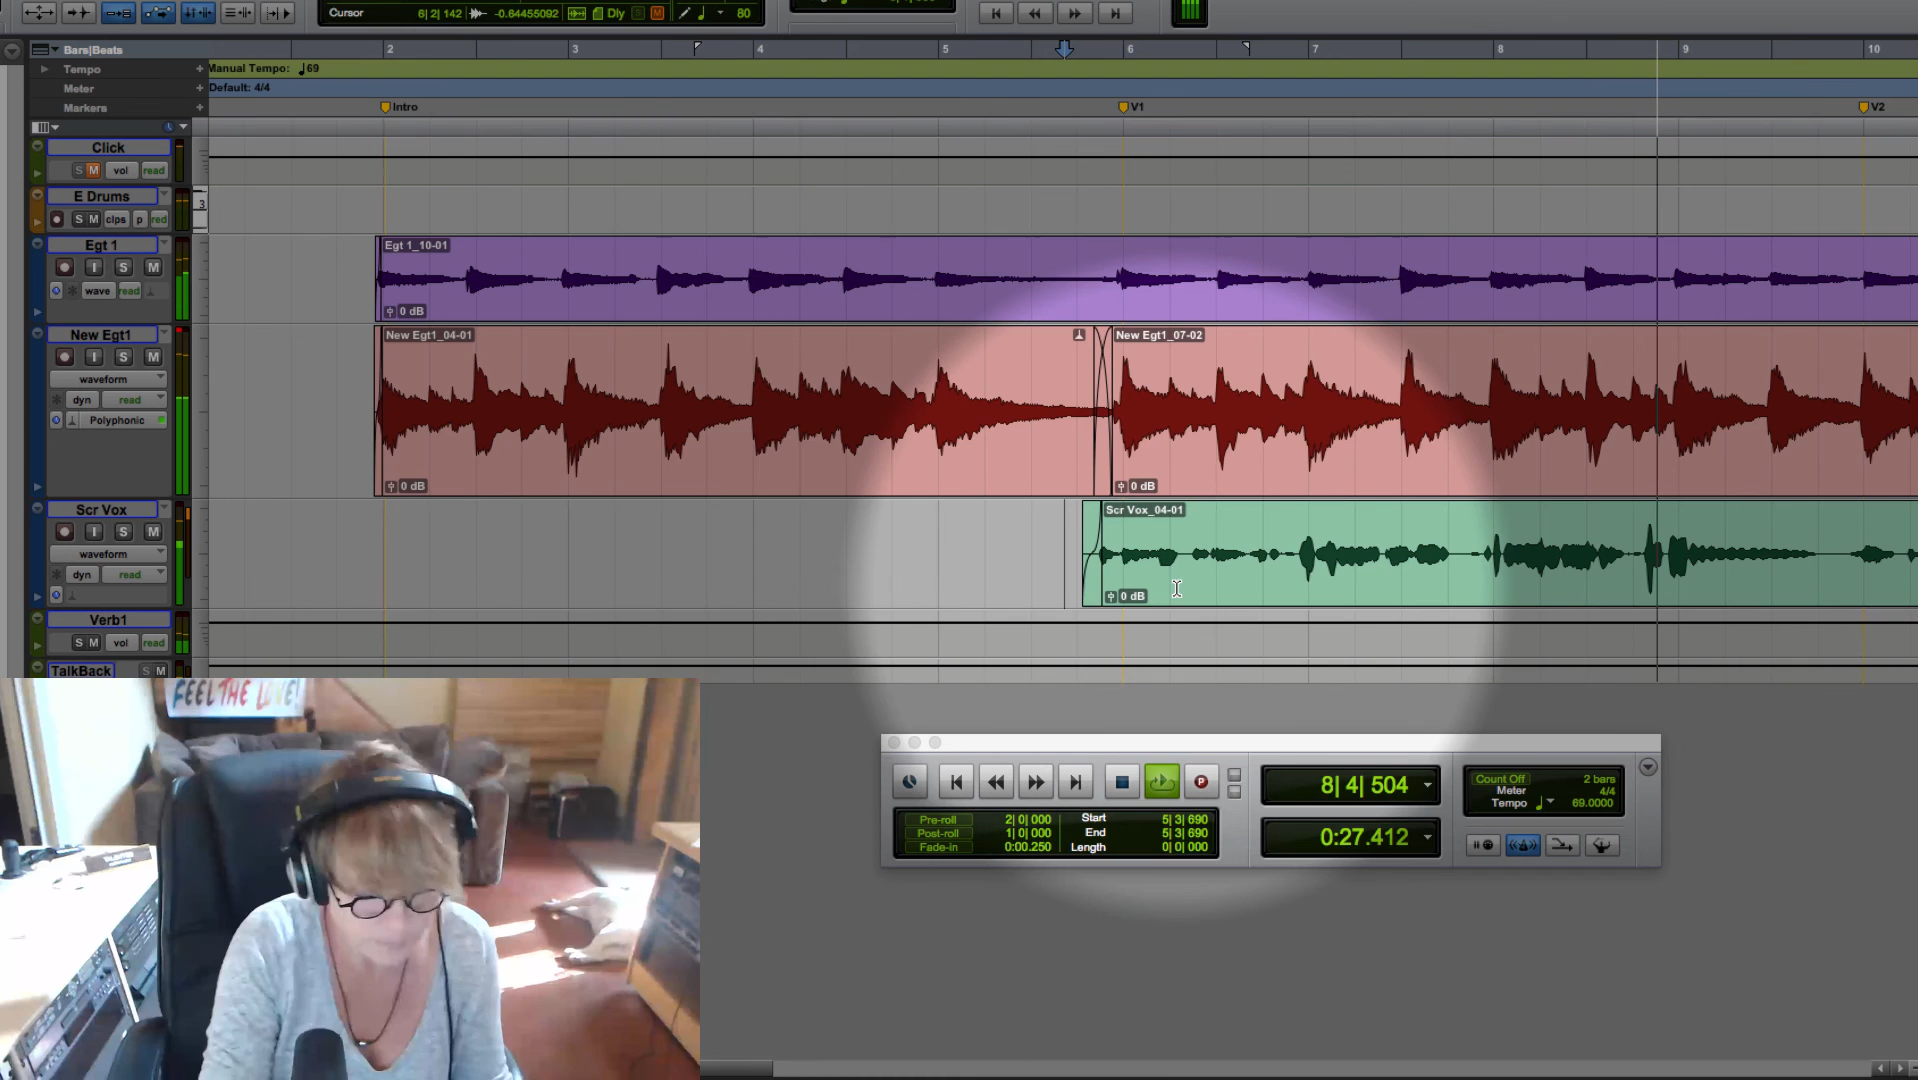 Cursor 6| 2| 142 -0.64455092 Dly S M 80
Bars|Beats 2 3 4 5 6 7 8 9 10
Tempo + Manual Tempo: 69
Meter + Default: 4/4
Markers + Intro V1 V2
Click
S M vol read
E Drums
S M clps p red
3
Egt 1
I S M
wave read
Egt 1_10-01
0 dB
New Egt1
I S M
waveform
dyn read
Polyphonic
New Egt1_04-01
0 dB
New Egt1_07-02
0 dB
Scr Vox
I S M
waveform
dyn read
Scr Vox_04-01
0 dB
Verb1
S M vol read
TalkBack S M
FEEL THE LOVE!
P
Pre-roll 2| 0| 000 Start 5| 3| 690
Post-roll 1| 0| 000 End 5| 3| 690
Fade-in 0:00.250 Length 0| 0| 000
8| 4| 504
0:27.412
Count Off 2 bars
Meter 4/4
Tempo 69.0000